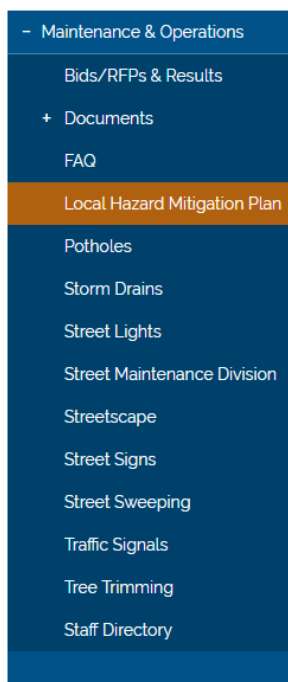 − Maintenance & Operations
Bids/RFPs & Results
+ Documents
FAQ
Local Hazard Mitigation Plan
Potholes
Storm Drains
Street Lights
Street Maintenance Division
Streetscape
Street Signs
Street Sweeping
Traffic Signals
Tree Trimming
Staff Directory